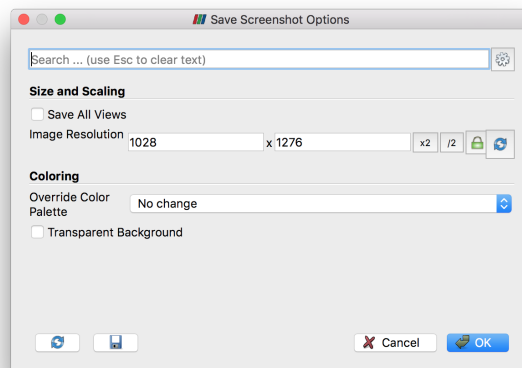 Save Screenshot Options
Search ... (use Esc to clear text)
Size and Scaling
Save All Views
Image Resolution 1028 x 1276 x2 /2
Coloring
Override Color
Palette
No change
Transparent Background
Cancel OK